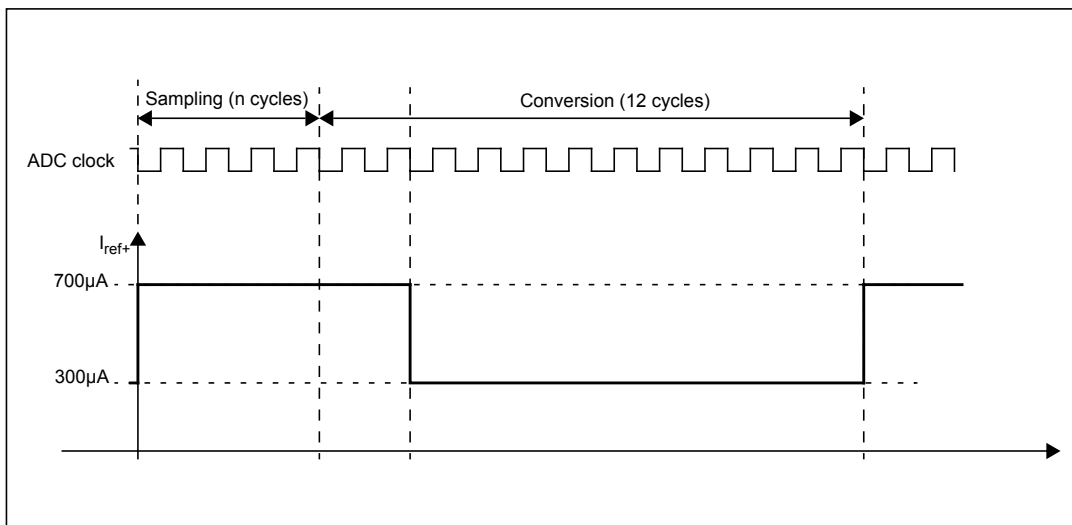 Sampling (n cycles)
Conversion (12 cycles)
ADC clock
Iref+
700µA
300µA